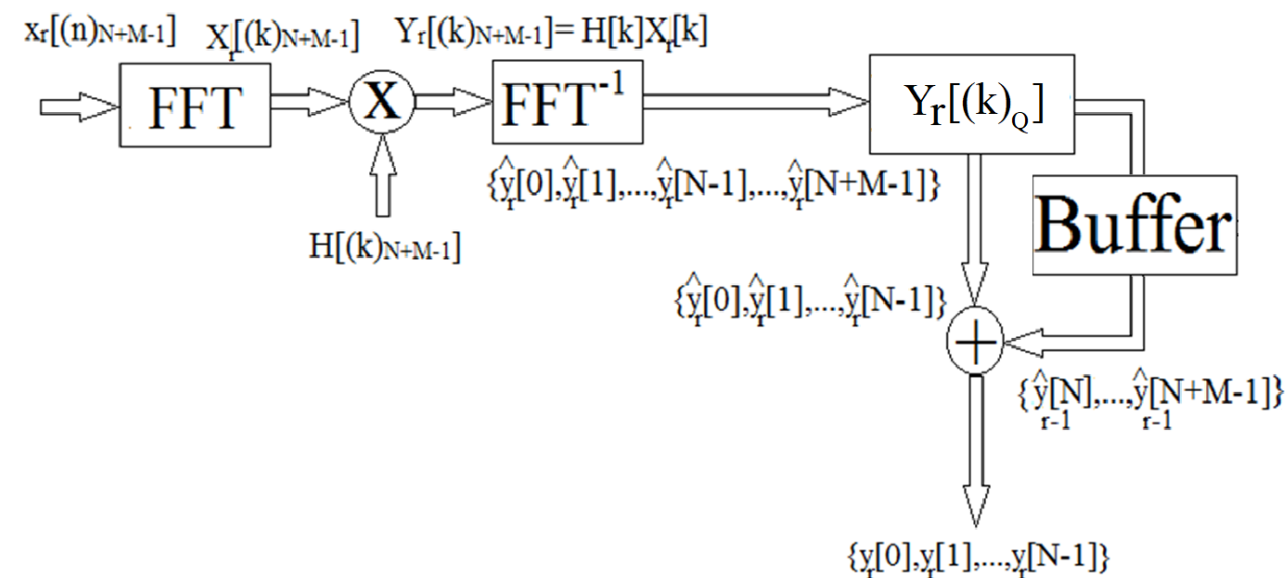 xr[(n)N+M-1] Xr[(k)N+M-1] Yr[(k)N+M-1]= H[k]Xr[k]
FFT
X
FFT⁻¹
Yr[(k)Q]
{ŷr[0],ŷr[1],...,ŷr[N-1],...,ŷr[N+M-1]}
Buffer
H[(k)N+M-1]
{ŷr[0],ŷr[1],...,ŷr[N-1]}
+
{ŷr-1[N],...,ŷr-1[N+M-1]}
{yr[0],yr[1],...,yr[N-1]}